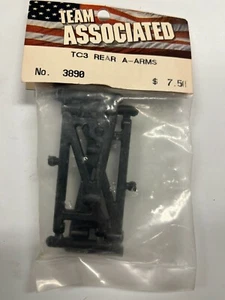 TEAM
ASSOCIATED
TC3 REAR A-ARMS
No. 3890
$ 7.50